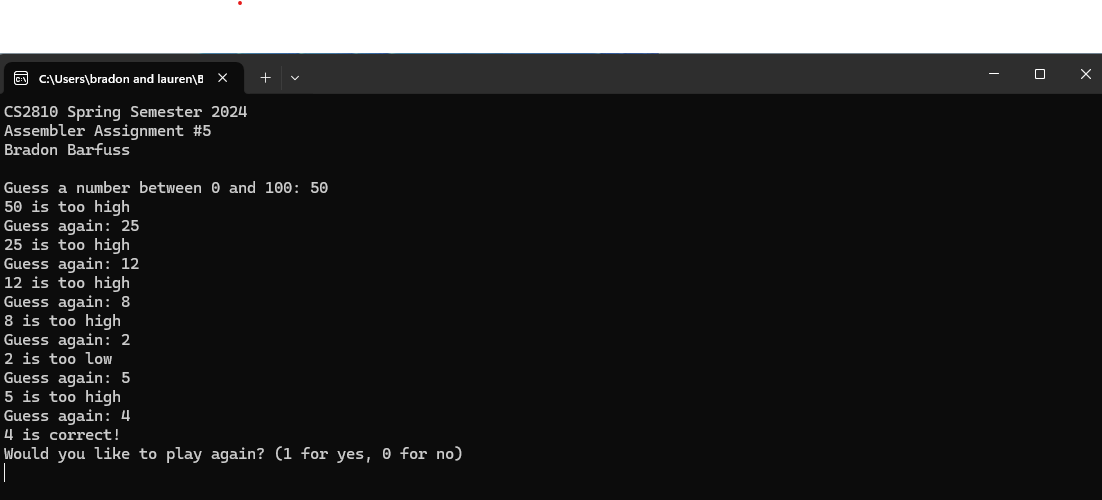 C:\Users\bradon and lauren\B
CS2810 Spring Semester 2024
Assembler Assignment #5
Bradon Barfuss
Guess a number between 0 and 100: 50
50 is too high
Guess again: 25
25 is too high
Guess again: 12
12 is too high
Guess again: 8
8 is too high
Guess again: 2
2 is too low
Guess again: 5
5 is too high
Guess again: 4
4 is correct!
Would you like to play again? (1 for yes, 0 for no)